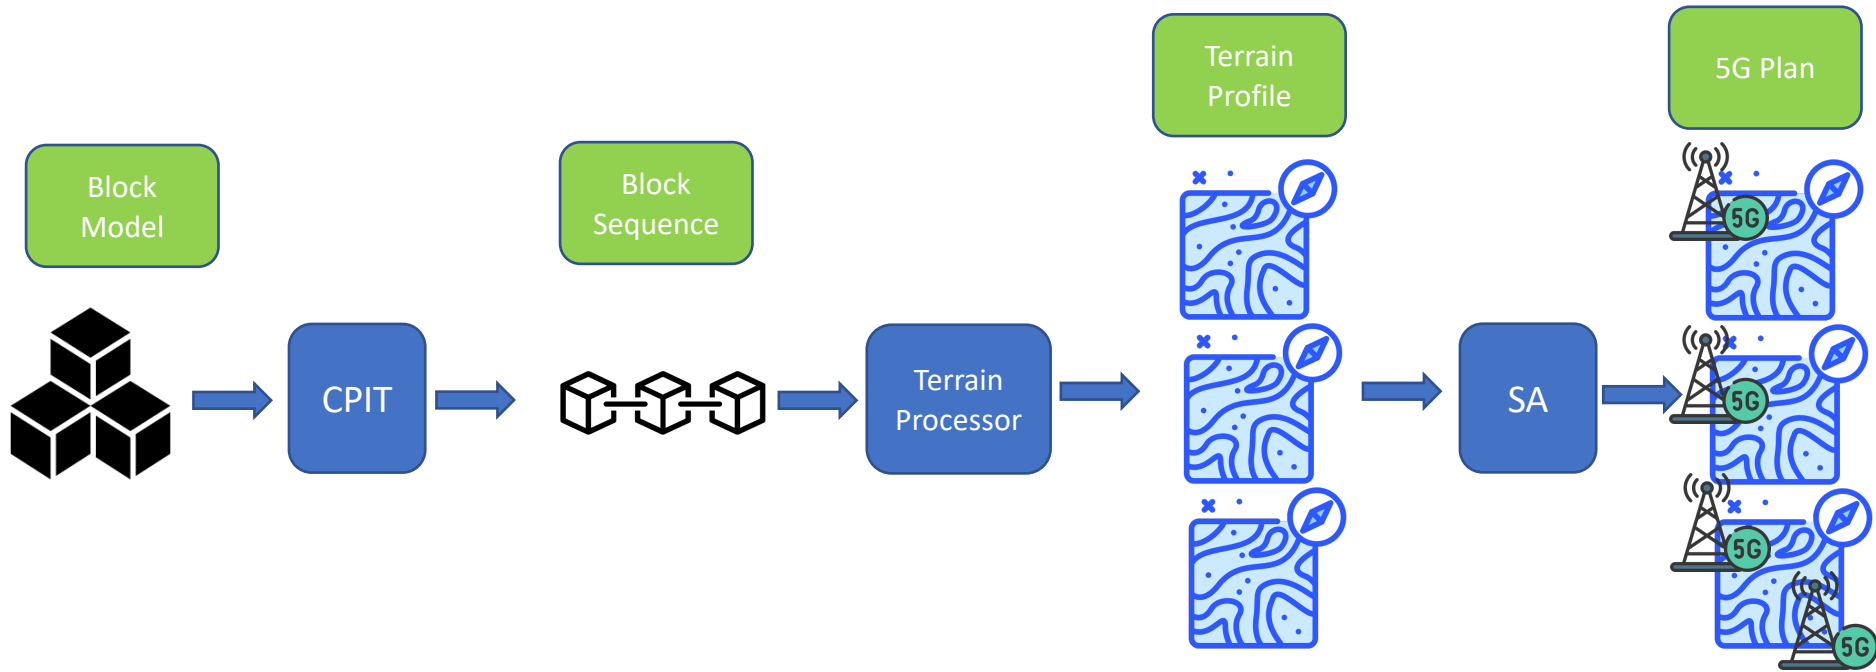 Block
Model
CPIT
Block
Sequence
Terrain
Processor
Terrain
Profile
SA
5G Plan
5G
5G
5G
5G